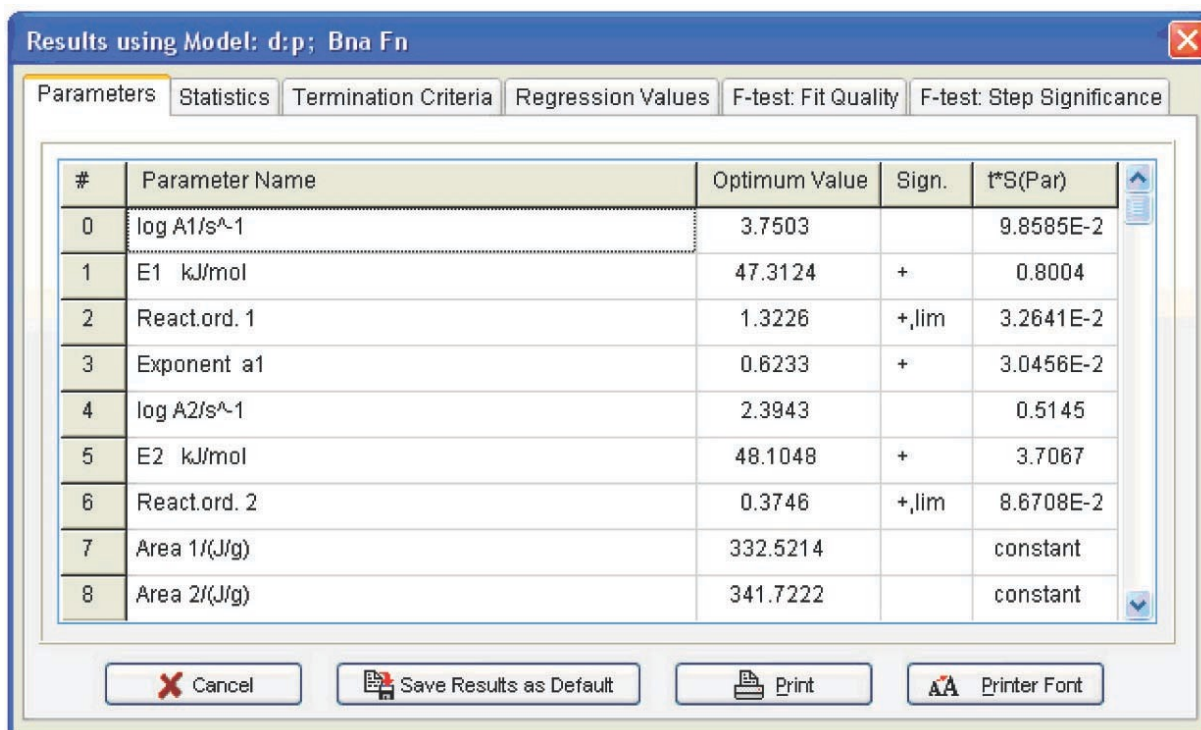 Results using Model: d:p; Bna Fn
Parameters Statistics Termination Criteria Regression Values F-test: Fit Quality F-test: Step Significance
# Parameter Name Optimum Value Sign. t*S(Par)
0 log A1/s^-1 3.7503 9.8585E-2
1 E1 kJ/mol 47.3124 + 0.8004
2 React.ord. 1 1.3226 +,lim 3.2641E-2
3 Exponent a1 0.6233 + 3.0456E-2
4 log A2/s^-1 2.3943 0.5145
5 E2 kJ/mol 48.1048 + 3.7067
6 React.ord. 2 0.3746 +,lim 8.6708E-2
7 Area 1/(J/g) 332.5214 constant
8 Area 2/(J/g) 341.7222 constant
Cancel Save Results as Default Print Printer Font